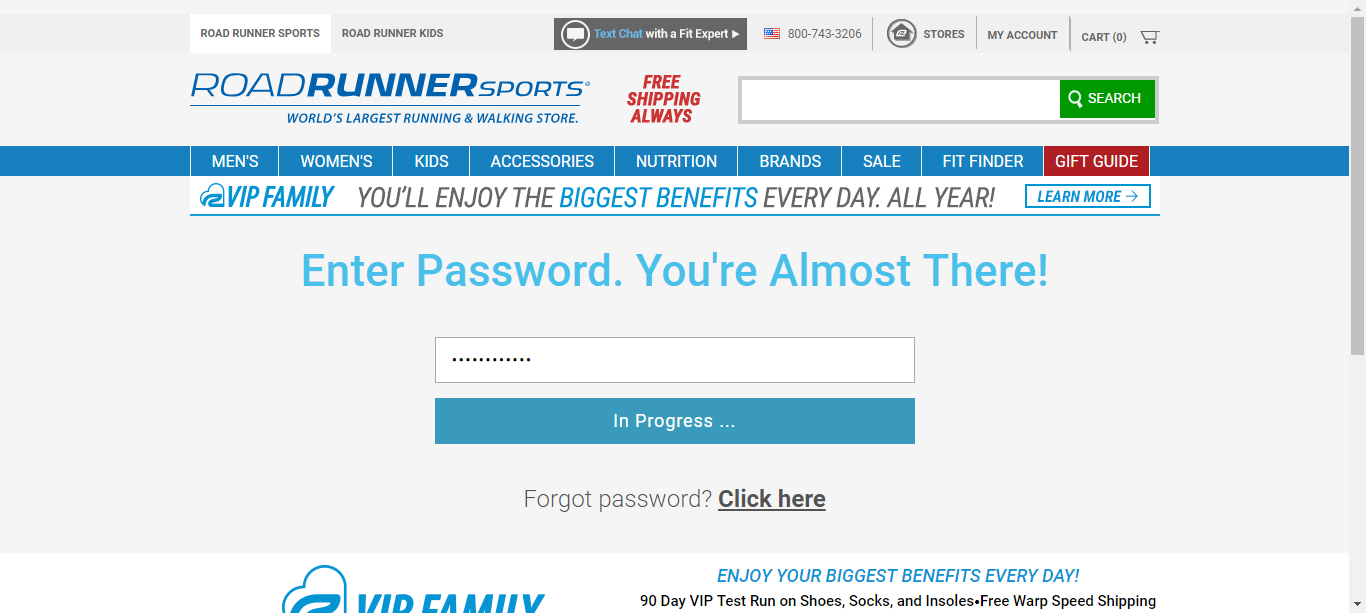 ROAD RUNNER SPORTS ROAD RUNNER KIDS Text Chat with a Fit Expert ▶ 800-743-3206 STORES MY ACCOUNT CART (0)
ROADRUNNERSPORTS®
WORLD'S LARGEST RUNNING & WALKING STORE.
FREE
SHIPPING
ALWAYS
SEARCH
MEN'S WOMEN'S KIDS ACCESSORIES NUTRITION BRANDS SALE FIT FINDER GIFT GUIDE
VIP FAMILY YOU'LL ENJOY THE BIGGEST BENEFITS EVERY DAY. ALL YEAR! LEARN MORE →
Enter Password. You're Almost There!
••••••••••••
In Progress ...
Forgot password? Click here
VIP FAMILY
ENJOY YOUR BIGGEST BENEFITS EVERY DAY!
90 Day VIP Test Run on Shoes, Socks, and Insoles•Free Warp Speed Shipping